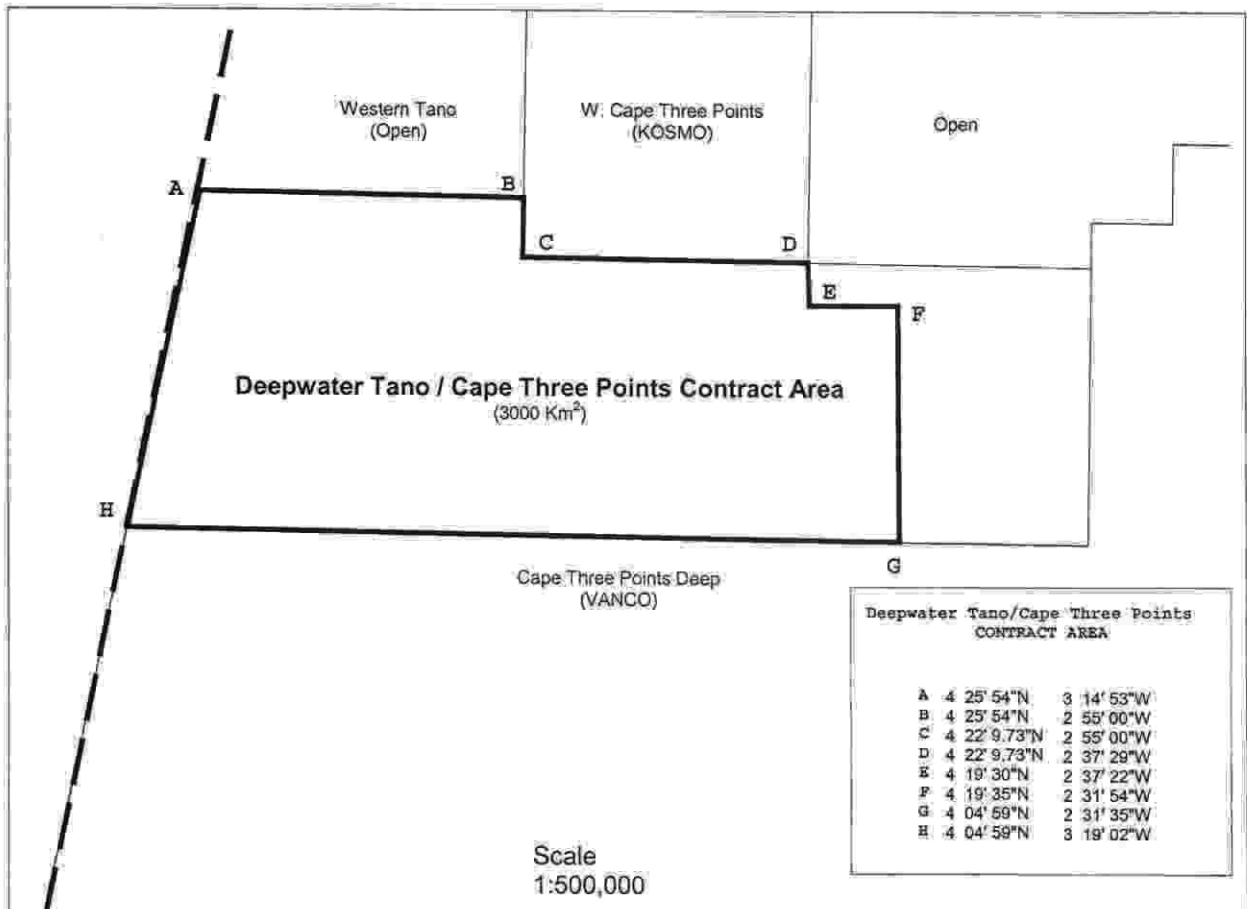 Western Tano
(Open)
W. Cape Three Points
(KOSMO)
Open
A
B
C
D
E
F
Deepwater Tano / Cape Three Points Contract Area
(3000 Km²)
H
G
Cape Three Points Deep
(VANCO)
Deepwater Tano/Cape Three Points
CONTRACT AREA
A 4 25' 54"N 3 14' 53"W
B 4 25' 54"N 2 55' 00"W
C 4 22' 9.73"N 2 55' 00"W
D 4 22' 9.73"N 2 37' 29"W
E 4 19' 30"N 2 37' 22"W
F 4 19' 35"N 2 31' 54"W
G 4 04' 59"N 2 31' 35"W
H 4 04' 59"N 3 19' 02"W
Scale
1:500,000